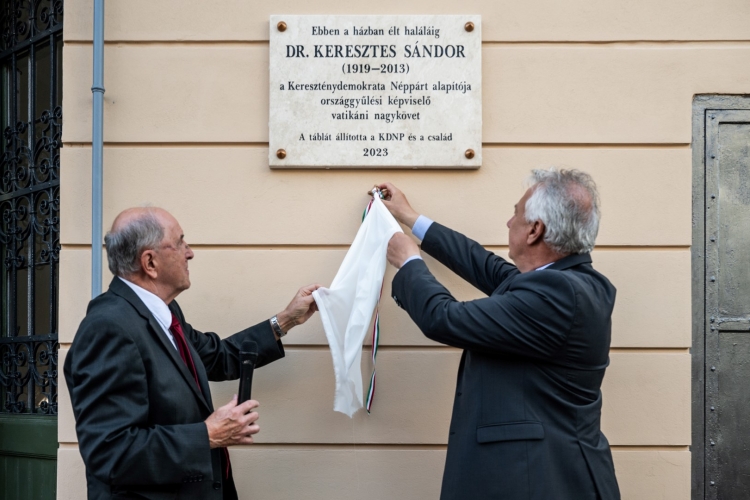 Ebben a házban élt haláláig
DR. KERESZTES SÁNDOR
(1919–2013)
a Kereszténydemokrata Néppárt alapítója
országgyűlési képviselő
vatikáni nagykövet
A táblát állította a KDNP és a család
2023